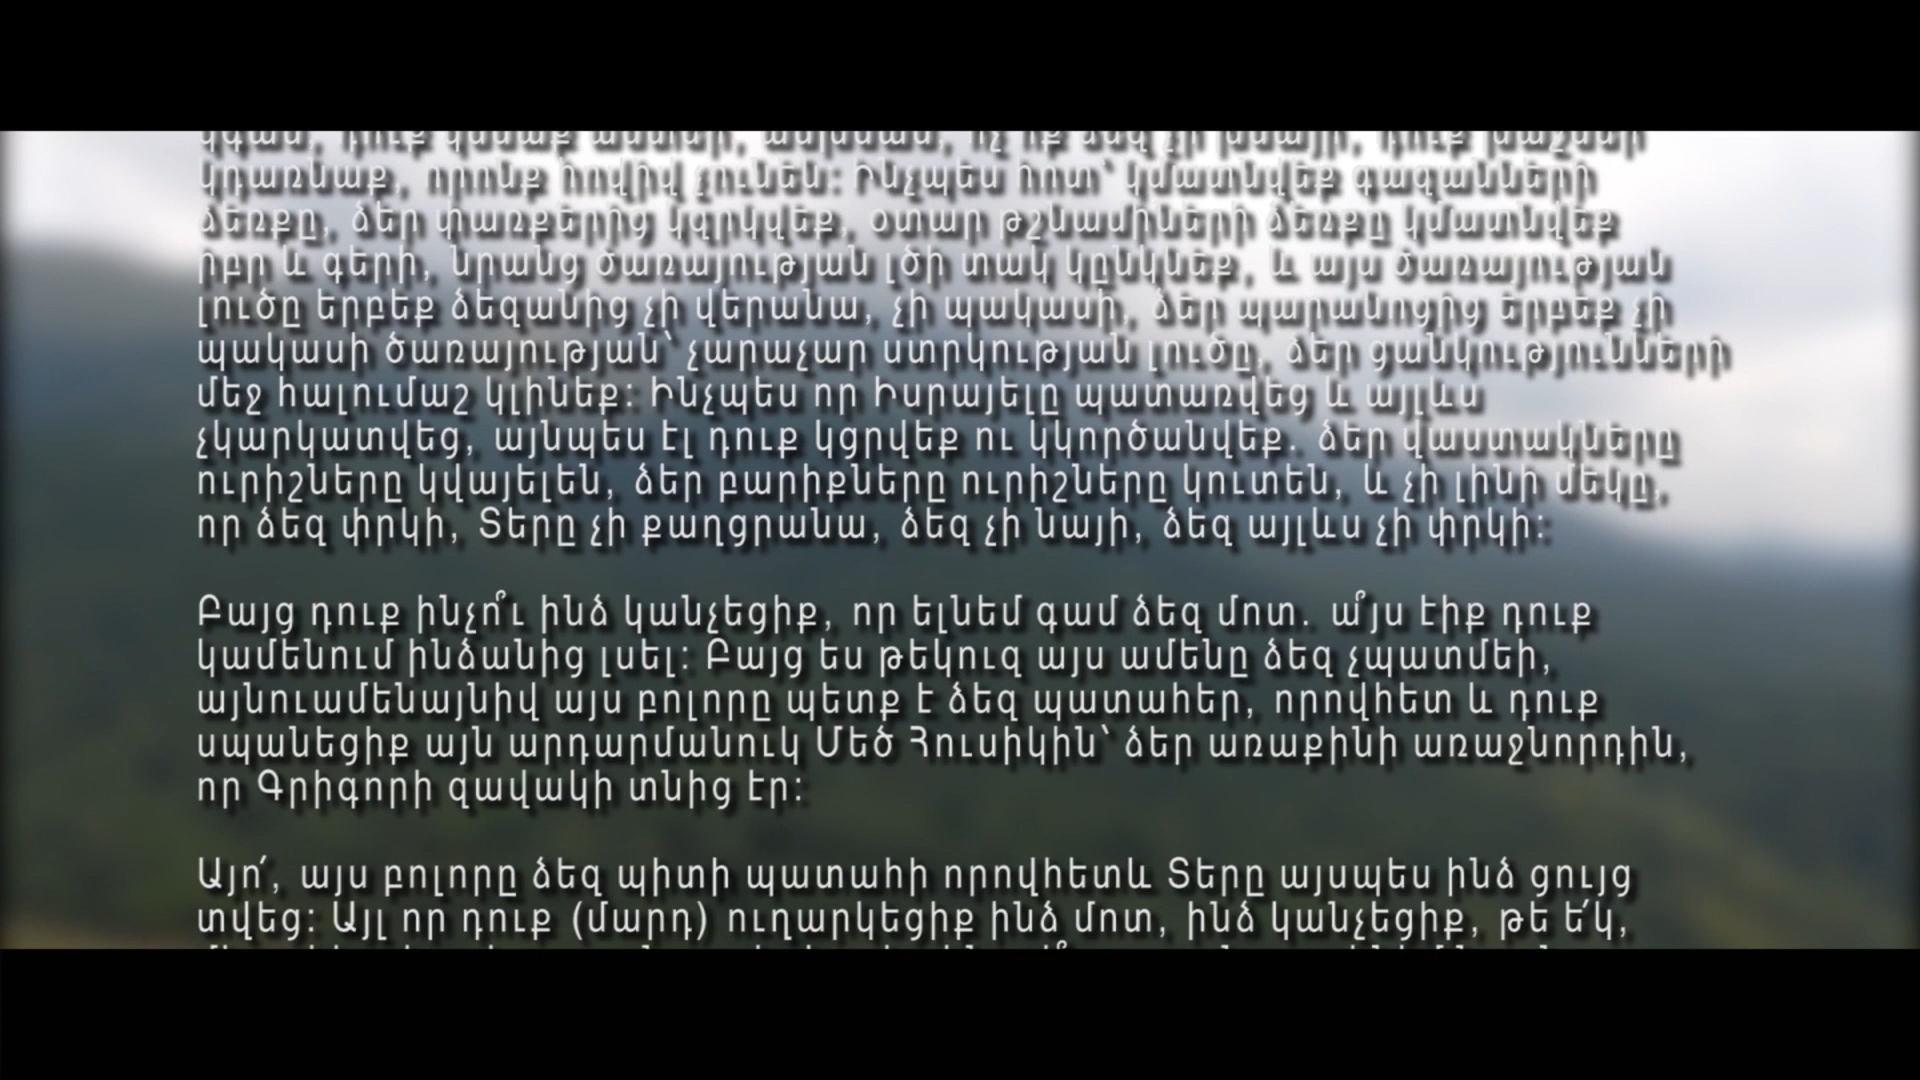 կդառնաք, որոնք հովիվ չունեն: Ինչպես հոտ՝ կմատնվեք գազանների
ձեռքը, ձեր փառքերից կզրկվեք, օտար թշնամիների ձեռքը կմատնվեք
իբր և գերի, նրանց ծառայության լծի տակ կընկնեք, և այս ծառայության
լուծը երբեք ձեզանից չի վերանա, չի պակասի, ձեր պարանոցից երբեք չի
պակասի ծառայության՝ չարաչար ստրկության լուծը, ձեր ցանկությունների
մեջ հալումաշ կլինեք: Ինչպես որ Իսրայելը պատառվեց և այլևս
չկարկատվեց, այնպես էլ դուք կցրվեք ու կկործանվեք. ձեր վաստակները
ուրիշները կվայելեն, ձեր բարիքները ուրիշները կուտեն, և չի լինի մեկը,
որ ձեզ փրկի, Տերը չի քաղցրանա, ձեզ չի նայի, ձեզ այլևս չի փրկի:
Բայց դուք ինչո՞ւ ինձ կանչեցիք, որ ելնեմ գամ ձեզ մոտ. ա՞յս էիք դուք
կամենում ինձանից լսել: Բայց ես թեկուզ այս ամենը ձեզ չպատմեի,
այնուամենայնիվ այս բոլորը պետք է ձեզ պատահեր, որովհետ և դուք
սպանեցիք այն արդարմանուկ Մեծ Հուսիկին՝ ձեր առաքինի առաջնորդին,
որ Գրիգորի զավակի տնից էր:
Այո՛, այս բոլորը ձեզ պիտի պատահի որովհետև Տերը այսպես ինձ ցույց
տվեց: Այլ որ դուք (մարդ) ուղարկեցիք ինձ մոտ, ինձ կանչեցիք, թե ե՛կ,